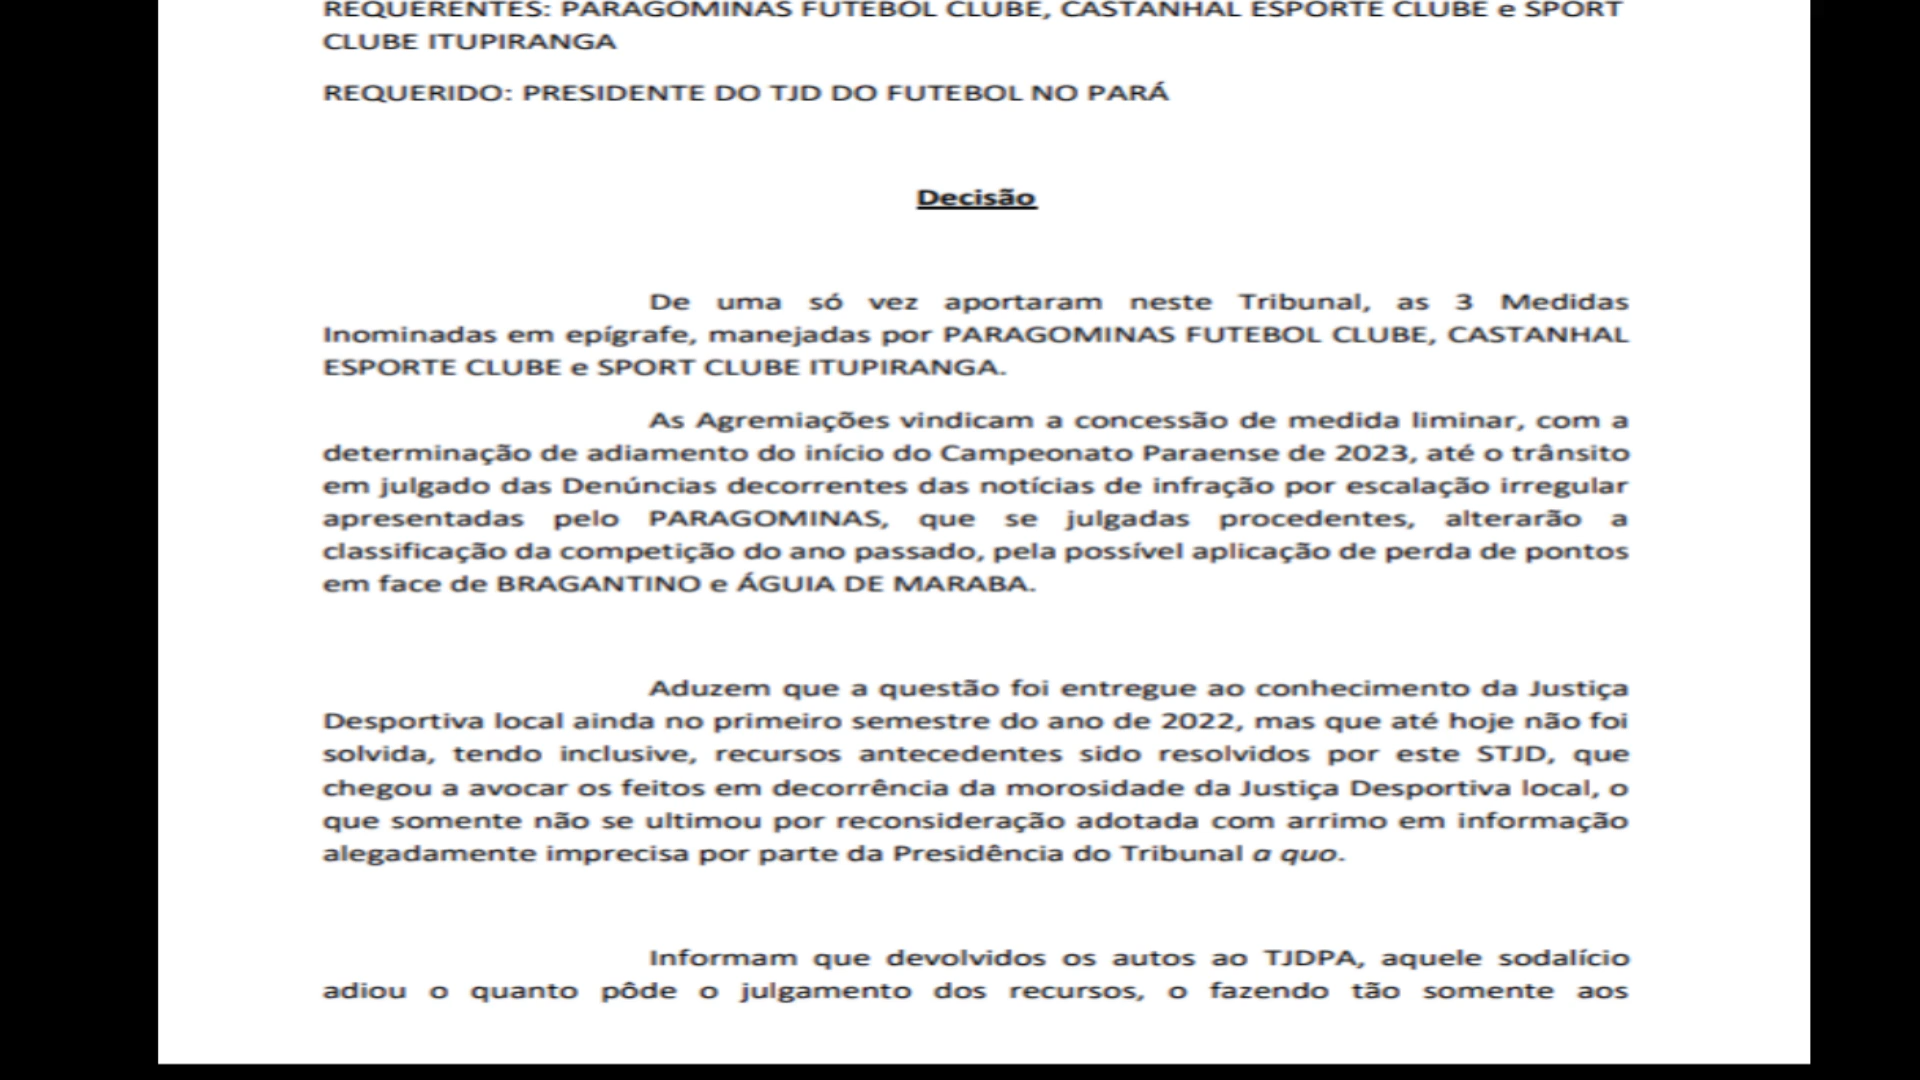 REQUERENTES: PARAGOMINAS FUTEBOL CLUBE, CASTANHAL ESPORTE CLUBE e SPORT
CLUBE ITUPIRANGA
REQUERIDO: PRESIDENTE DO TJD DO FUTEBOL NO PARÁ
Decisão
De uma só vez aportaram neste Tribunal, as 3 Medidas
Inominadas em epígrafe, manejadas por PARAGOMINAS FUTEBOL CLUBE, CASTANHAL
ESPORTE CLUBE e SPORT CLUBE ITUPIRANGA.
As Agremiações vindicam a concessão de medida liminar, com a
determinação de adiamento do início do Campeonato Paraense de 2023, até o trânsito
em julgado das Denúncias decorrentes das notícias de infração por escalação irregular
apresentadas pelo PARAGOMINAS, que se julgadas procedentes, alterarão a
classificação da competição do ano passado, pela possível aplicação de perda de pontos
em face de BRAGANTINO e ÁGUIA DE MARABA.
Aduzem que a questão foi entregue ao conhecimento da Justiça
Desportiva local ainda no primeiro semestre do ano de 2022, mas que até hoje não foi
solvida, tendo inclusive, recursos antecedentes sido resolvidos por este STJD, que
chegou a avocar os feitos em decorrência da morosidade da Justiça Desportiva local, o
que somente não se ultimou por reconsideração adotada com arrimo em informação
alegadamente imprecisa por parte da Presidência do Tribunal a quo.
Informam que devolvidos os autos ao TJDPA, aquele sodalício
adiou o quanto pôde o julgamento dos recursos, o fazendo tão somente aos